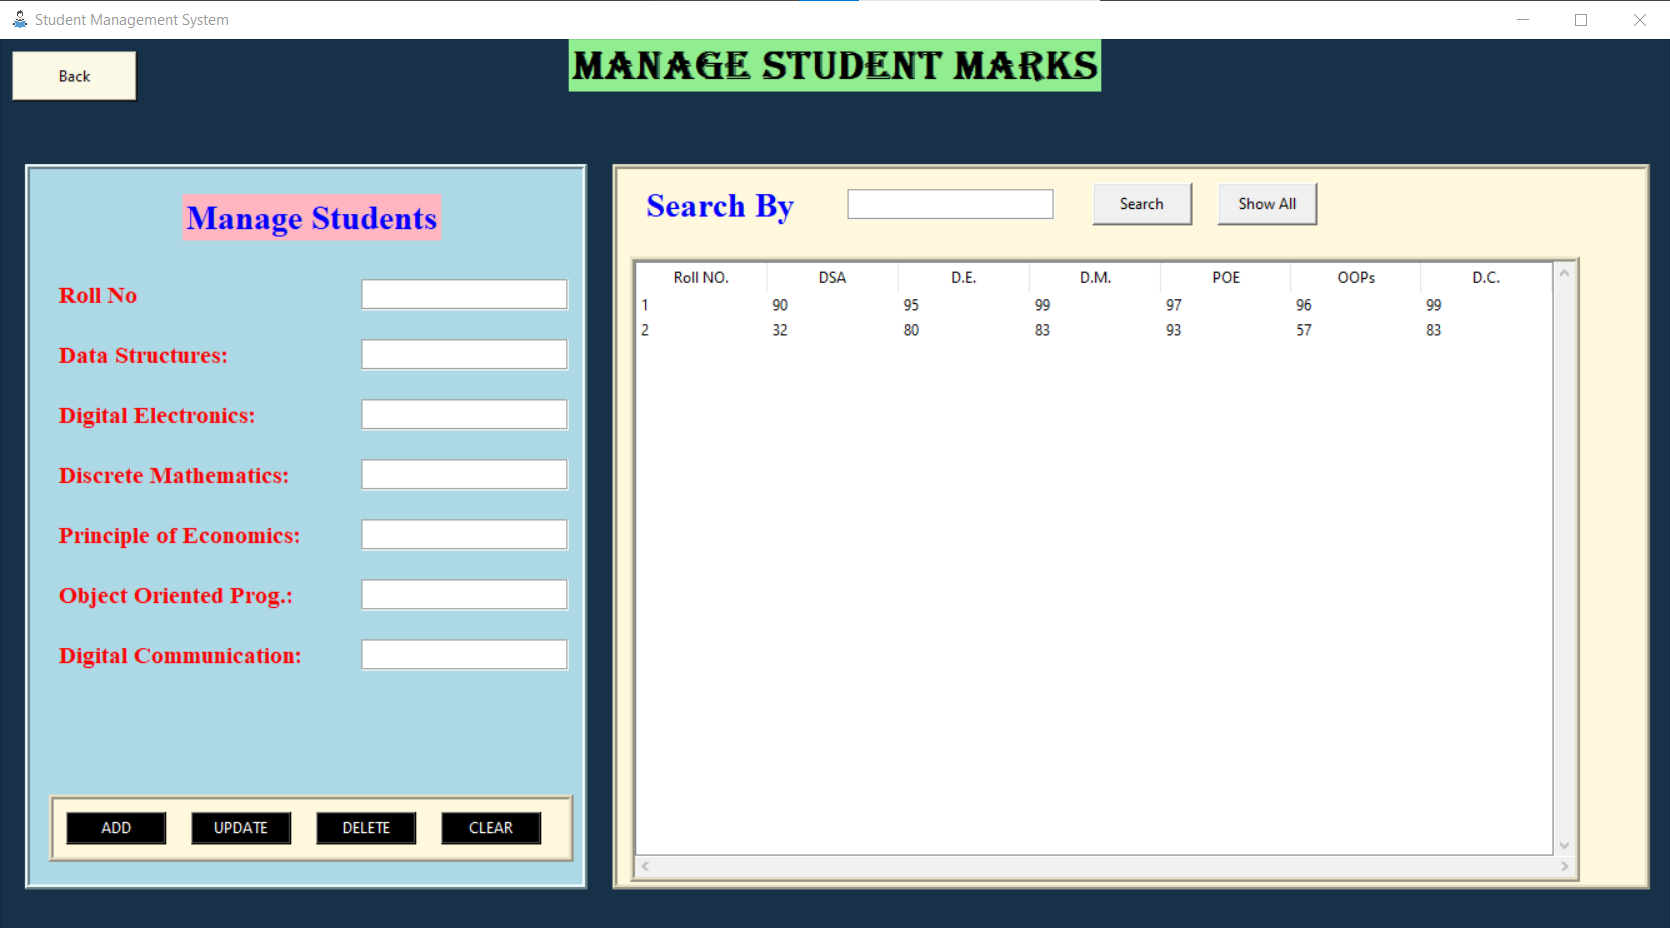 Student Management System
Back
MANAGE STUDENT MARKS
Manage Students
Roll No
Data Structures:
Digital Electronics:
Discrete Mathematics:
Principle of Economics:
Object Oriented Prog.:
Digital Communication:
ADD UPDATE DELETE CLEAR
Search By Search Show All
Roll NO. DSA D.E. D.M. POE OOPs D.C.
1 90 95 99 97 96 99
2 32 80 83 93 57 83